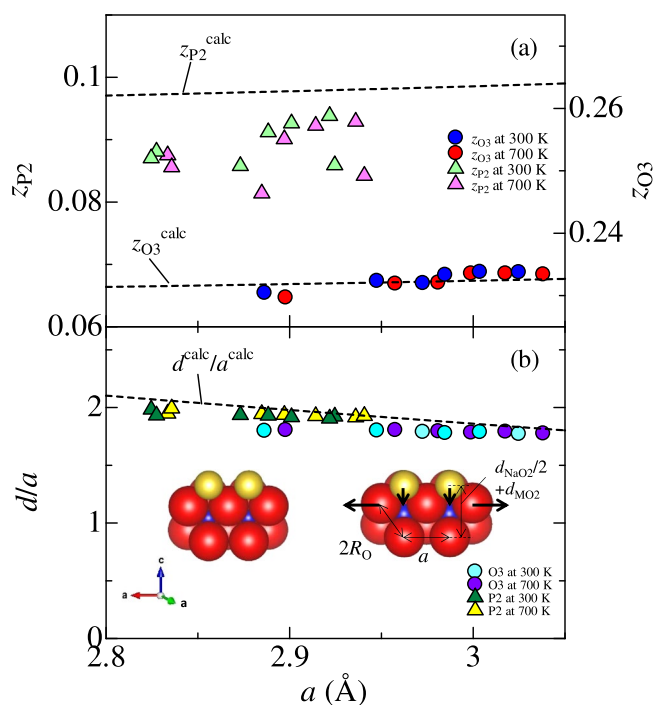 (a)
z_P2^calc
0.1
0.08
0.06
z_P2
0.26
0.24
z_O3
z_O3 at 300 K
z_O3 at 700 K
z_P2 at 300 K
z_P2 at 700 K
z_O3^calc
(b)
d^calc/a^calc
2
1
0
d/a
d_NaO2/2
+d_MO2
2R_O
a
c
a
a
O3 at 300 K
O3 at 700 K
P2 at 300 K
P2 at 700 K
2.8
2.9
3
a (Å)